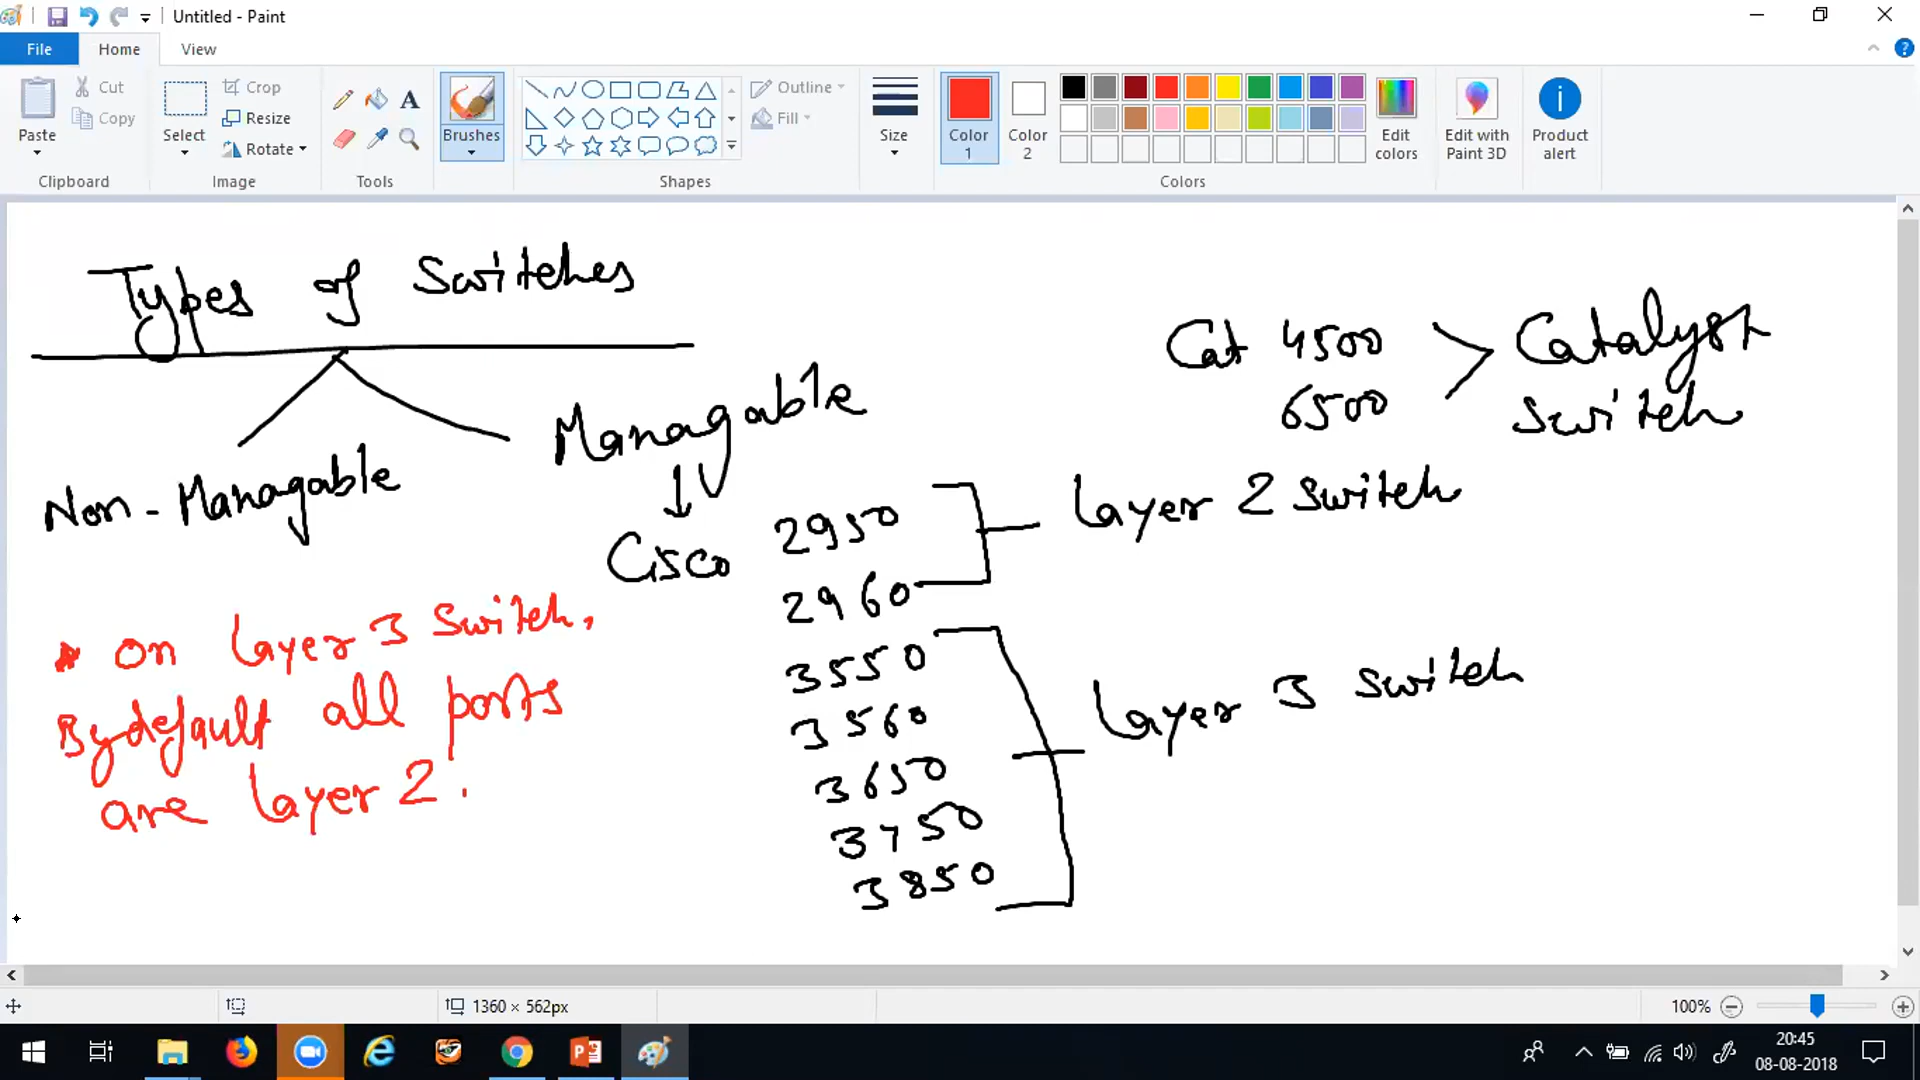 Untitled - Paint
File Home View
Cut
Copy
Paste
Clipboard
Crop
Resize
Rotate
Select
Image
A
Tools
Brushes
Outline
Fill
Shapes
Size
Color 1
Color 2
Edit colors
Edit with Paint 3D
Product alert
Colors
Types of Switches
Non-Managable
Managable
Cisco
2950
2960
3550
3560
3650
3750
3850
Layer 2 switch
Layer 3 switch
Cat 4500
6500
Catalyst
switch
* on Layer 3 switch,
By default all ports
are Layer 2.
1360 × 562px
100%
20:45
08-08-2018